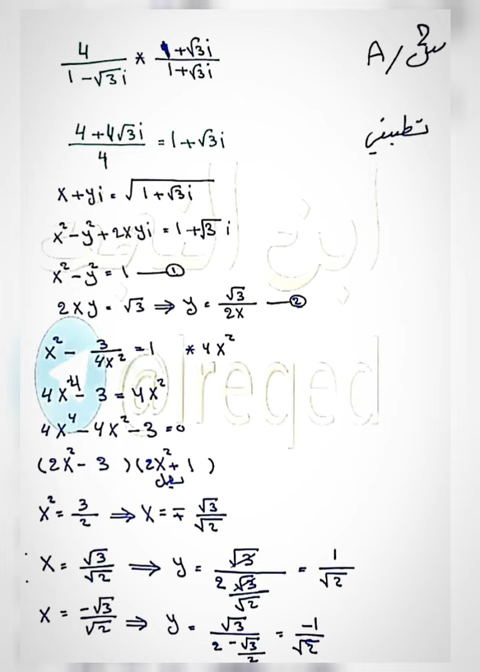 س٢ / A
4/(1-√3i) * (1+√3i)/(1+√3i)
تطبيقي
(4+4√3i)/4 = 1+√3i
x+yi = √(1+√3i)
x²-y²+2xyi = 1+√3 i
x²-y² = 1 —①
2xy = √3 ⇒ y = √3/2x —②
x² - 3/4x² = 1 *4x²
4x⁴ - 3 = 4x²
4x⁴ - 4x² - 3 = 0
(2x² - 3)(2x² + 1)
يهمل
x² = 3/2 ⇒ x = ∓ √3/√2
x = √3/√2 ⇒ y = √3/(2 √3/√2) = 1/√2
x = -√3/√2 ⇒ y = √3/(2 -√3/2) = -1/√2
@Ireqed